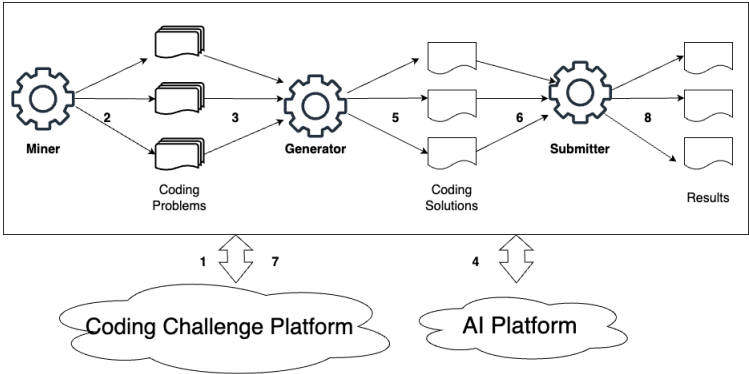 2
3
5
6
8
Miner
Generator
Submitter
Coding
Problems
Coding
Solutions
Results
1
7
4
Coding Challenge Platform
AI Platform